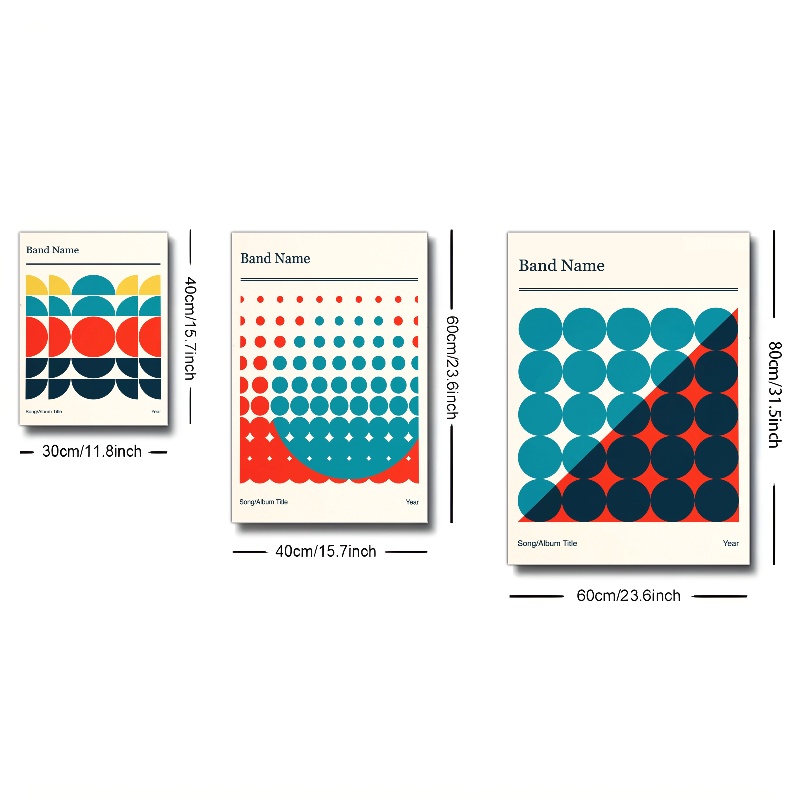 Band Name
Song/Album Title
Year
40cm/15.7inch
30cm/11.8inch
Band Name
Song/Album Title
Year
60cm/23.6inch
40cm/15.7inch
Band Name
Song/Album Title
Year
80cm/31.5inch
60cm/23.6inch